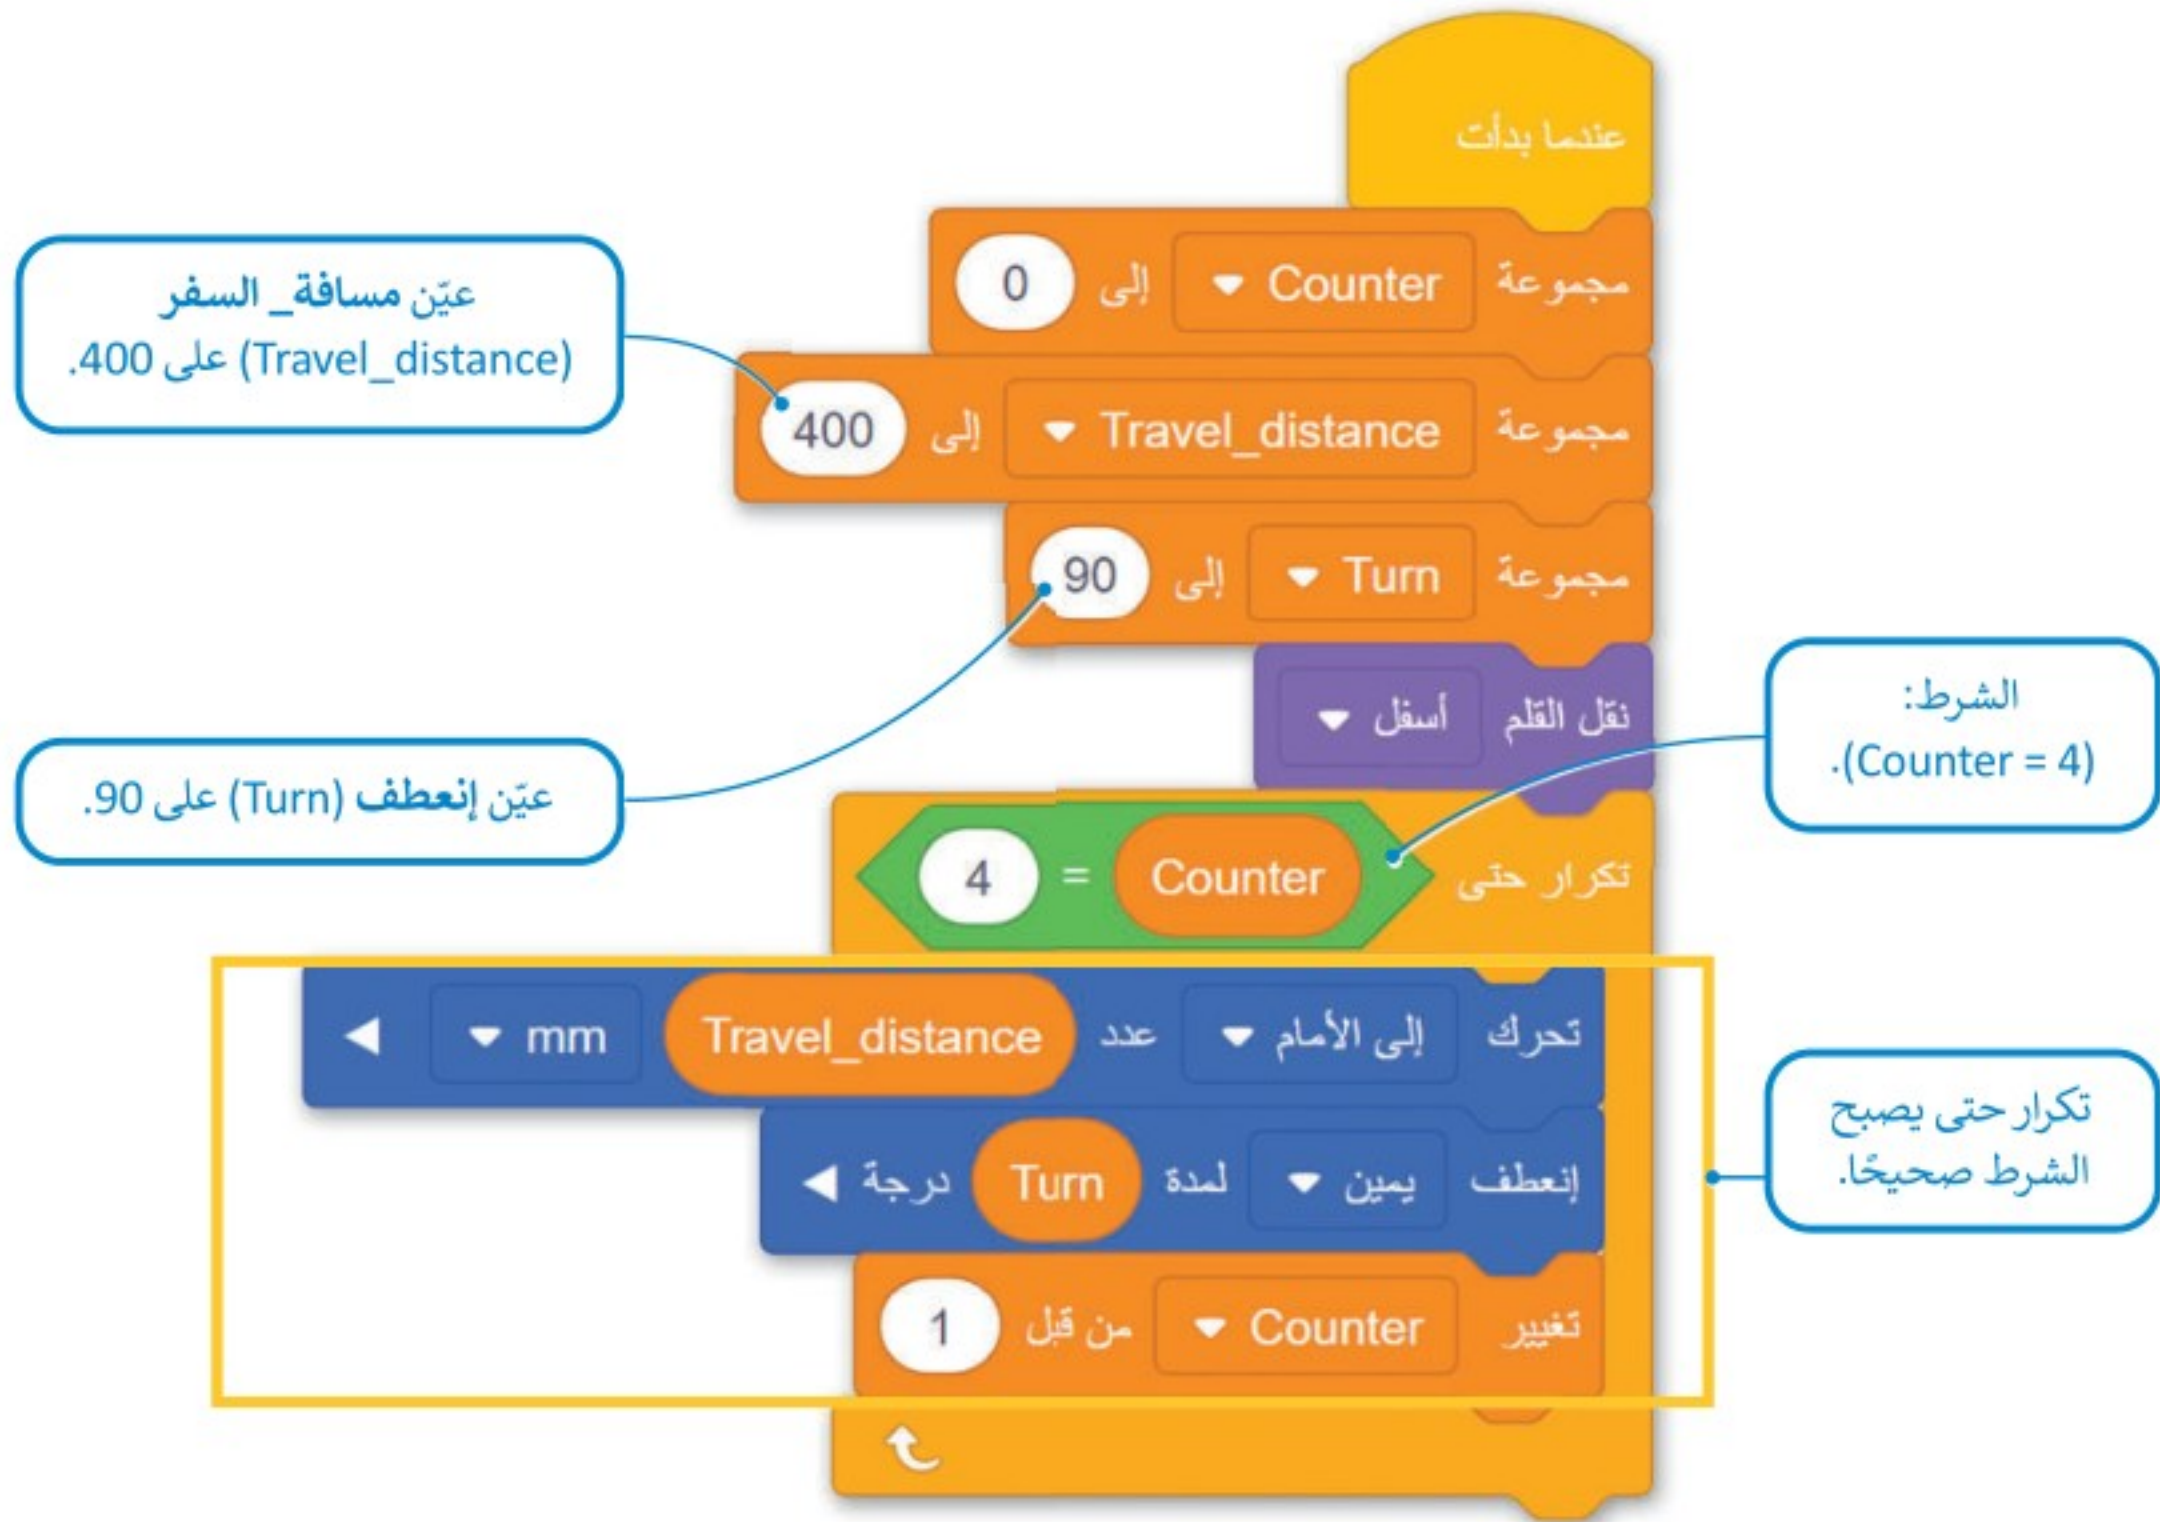 عندما بدأت
مجموعة Counter إلى 0
مجموعة Travel_distance إلى 400
مجموعة Turn إلى 90
نقل القلم أسفل
تكرار حتى Counter = 4
تحرك إلى الأمام عدد Travel_distance mm
إنعطف يمين لمدة Turn درجة
تغيير Counter من قبل 1
عيّن مسافة_ السفر
(Travel_distance) على 400.
عيّن إنعطف (Turn) على 90.
الشرط:
(Counter = 4).
تكرار حتى يصبح
الشرط صحيحًا.